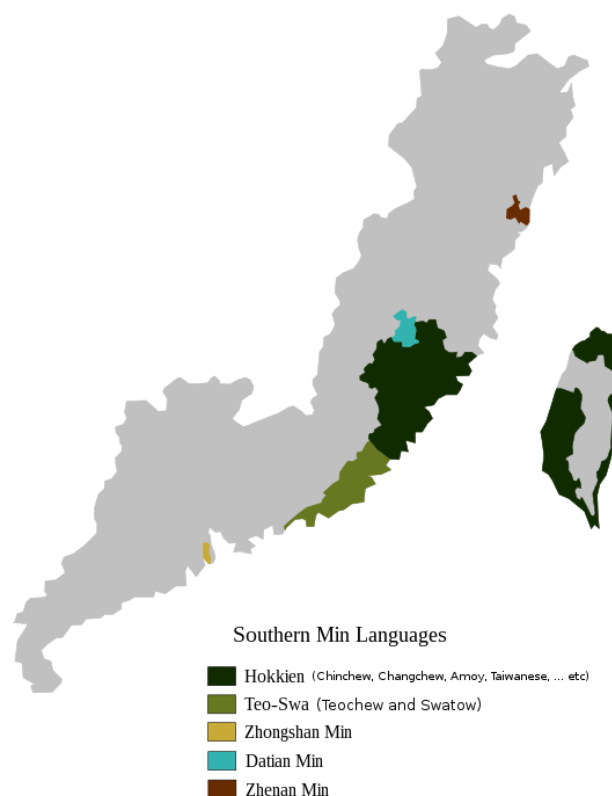 Southern Min Languages
Hokkien (Chinchew, Changchew, Amoy, Taiwanese, ... etc)
Teo-Swa (Teochew and Swatow)
Zhongshan Min
Datian Min
Zhenan Min